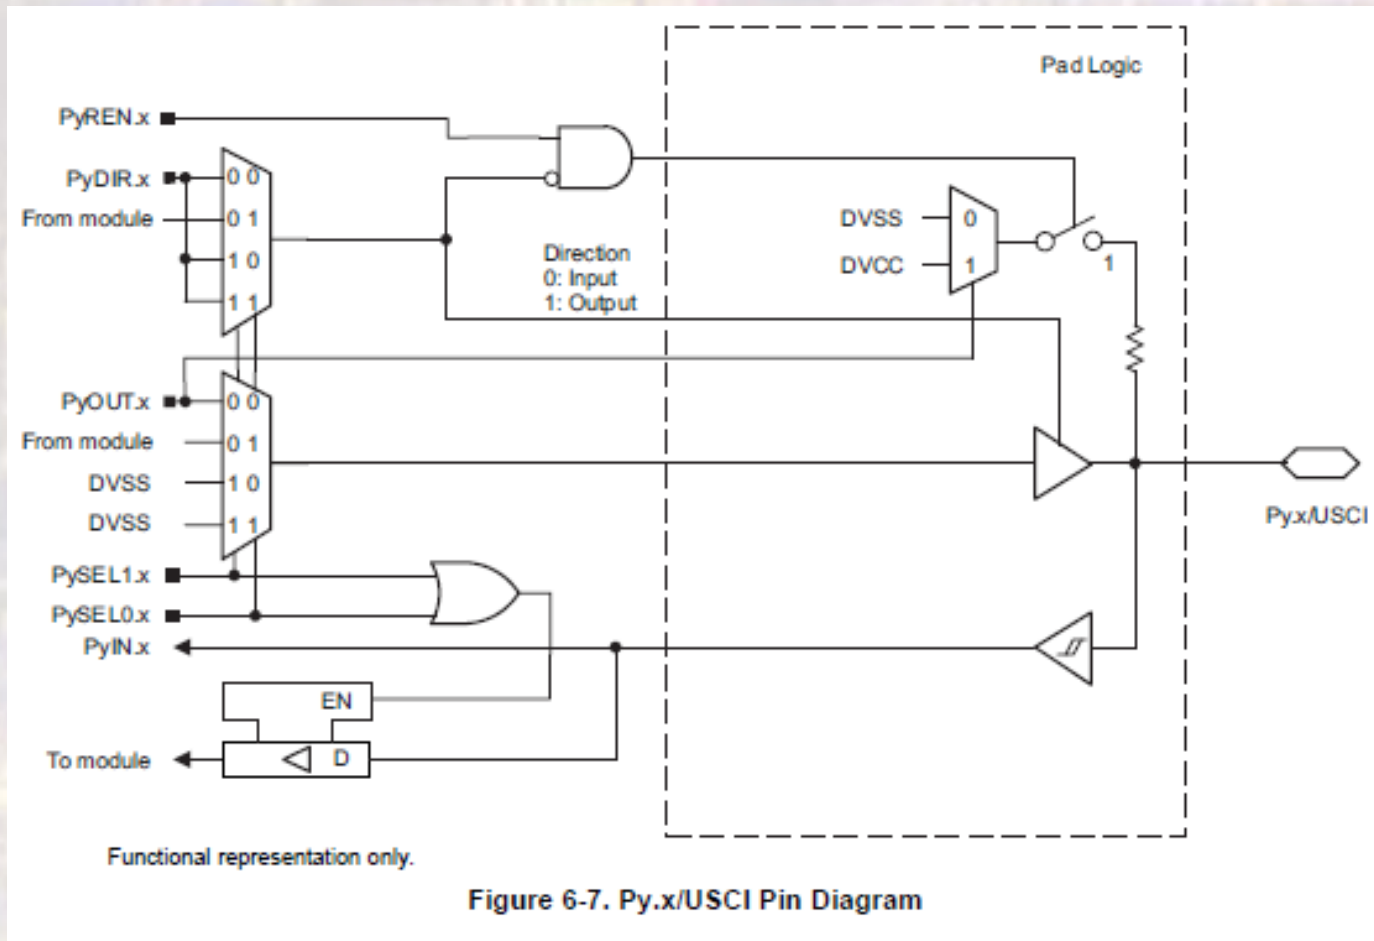 Pad Logic
PyREN.x
PyDIR.x
0 0
From module
0 1
1 0
1 1
Direction
0: Input
1: Output
DVSS
0
DVCC
1
1
PyOUT.x
0 0
From module
0 1
DVSS
1 0
DVSS
1 1
Py.x/USCI
PySEL1.x
PySEL0.x
PyIN.x
EN
To module
D
Functional representation only.
Figure 6-7. Py.x/USCI Pin Diagram